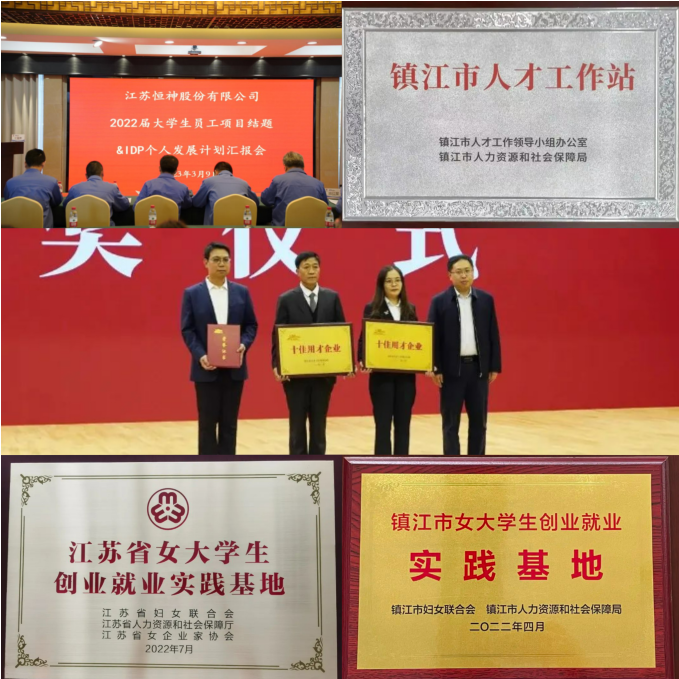 江苏恒神股份有限公司
2022届大学生员工项目结题
&IDP个人发展计划汇报会
3年3月9
镇江市人才工作站
镇江市人才工作领导小组办公室
镇江市人力资源和社会保障局
奖仪式
十佳用才企业
十佳用才企业
江苏省女大学生
创业就业实践基地
江苏省妇女联合会
江苏省人力资源和社会保障厅
江苏省女企业家协会
2022年7月
镇江市女大学生创业就业
实践基地
镇江市妇女联合会 镇江市人力资源和社会保障局
二〇二二年四月